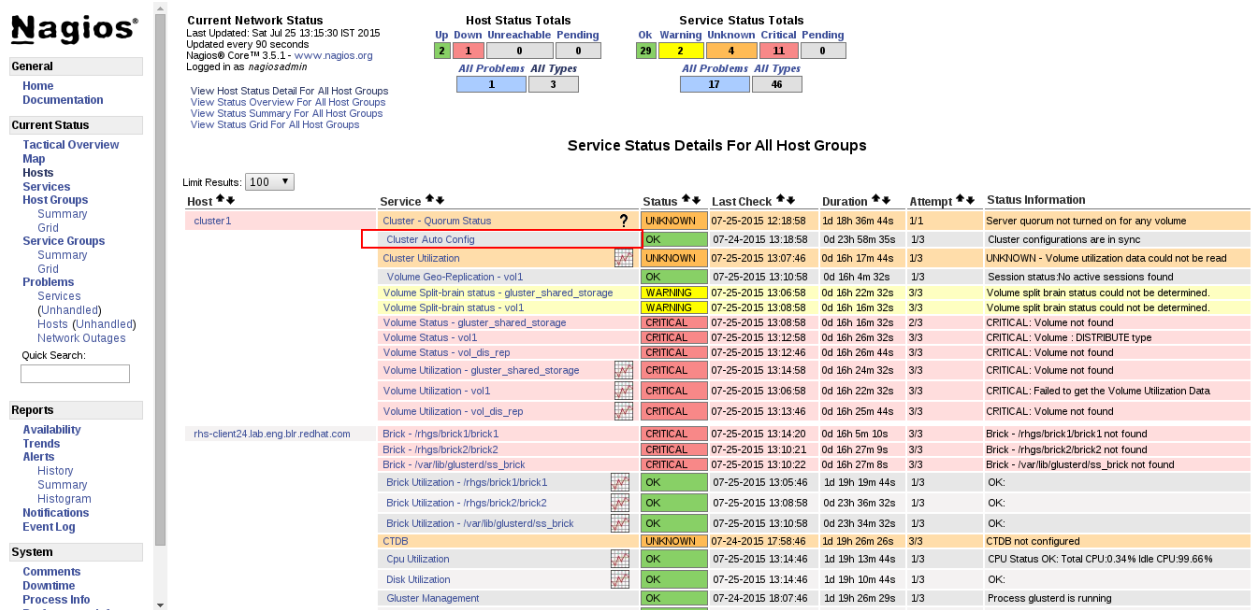 Nagios®
General
Home
Documentation
Current Status
Tactical Overview
Map
Hosts
Services
Host Groups
Summary
Grid
Service Groups
Summary
Grid
Problems
Services
(Unhandled)
Hosts (Unhandled)
Network Outages
Quick Search:
Reports
Availability
Trends
Alerts
History
Summary
Histogram
Notifications
Event Log
System
Comments
Downtime
Process Info
Current Network Status
Last Updated: Sat Jul 25 13:15:30 IST 2015
Updated every 90 seconds
Nagios® Core™ 3.5.1 - www.nagios.org
Logged in as nagiosadmin
View Host Status Detail For All Host Groups
View Status Overview For All Host Groups
View Status Summary For All Host Groups
View Status Grid For All Host Groups
Host Status Totals
Up Down Unreachable Pending
2 1 0 0
All Problems All Types
1 3
Service Status Totals
Ok Warning Unknown Critical Pending
29 2 4 11 0
All Problems All Types
17 46
Service Status Details For All Host Groups
Limit Results: 100
Host Service Status Last Check Duration Attempt Status Information
cluster1 Cluster - Quorum Status ? UNKNOWN 07-25-2015 12:18:58 1d 18h 36m 44s 1/1 Server quorum not turned on for any volume
Cluster Auto Config OK 07-24-2015 13:18:58 0d 23h 58m 35s 1/3 Cluster configurations are in sync
Cluster Utilization UNKNOWN 07-25-2015 13:07:46 0d 16h 17m 44s 1/3 UNKNOWN - Volume utilization data could not be read
Volume Geo-Replication - vol1 OK 07-25-2015 13:10:58 0d 16h 4m 32s 1/3 Session status:No active sessions found
Volume Split-brain status - gluster_shared_storage WARNING 07-25-2015 13:06:58 0d 16h 22m 32s 3/3 Volume split brain status could not be determined.
Volume Split-brain status - vol1 WARNING 07-25-2015 13:08:58 0d 16h 16m 32s 3/3 Volume split brain status could not be determined.
Volume Status - gluster_shared_storage CRITICAL 07-25-2015 13:08:58 0d 16h 16m 32s 2/3 CRITICAL: Volume not found
Volume Status - vol1 CRITICAL 07-25-2015 13:12:58 0d 16h 26m 32s 3/3 CRITICAL: Volume : DISTRIBUTE type
Volume Status - vol_dis_rep CRITICAL 07-25-2015 13:12:46 0d 16h 26m 44s 3/3 CRITICAL: Volume not found
Volume Utilization - gluster_shared_storage CRITICAL 07-25-2015 13:14:58 0d 16h 24m 32s 3/3 CRITICAL: Volume not found
Volume Utilization - vol1 CRITICAL 07-25-2015 13:06:58 0d 16h 22m 32s 3/3 CRITICAL: Failed to get the Volume Utilization Data
Volume Utilization - vol_dis_rep CRITICAL 07-25-2015 13:13:46 0d 16h 25m 44s 3/3 CRITICAL: Volume not found
rhs-client24.lab.eng.blr.redhat.com Brick - /rhgs/brick1/brick1 CRITICAL 07-25-2015 13:14:20 0d 16h 5m 10s 3/3 Brick - /rhgs/brick1/brick1 not found
Brick - /rhgs/brick2/brick2 CRITICAL 07-25-2015 13:10:21 0d 16h 27m 9s 3/3 Brick - /rhgs/brick2/brick2 not found
Brick - /var/lib/glusterd/ss_brick CRITICAL 07-25-2015 13:10:22 0d 16h 27m 8s 3/3 Brick - /var/lib/glusterd/ss_brick not found
Brick Utilization - /rhgs/brick1/brick1 OK 07-25-2015 13:05:46 1d 19h 19m 44s 1/3 OK:
Brick Utilization - /rhgs/brick2/brick2 OK 07-25-2015 13:08:58 0d 23h 36m 32s 1/3 OK:
Brick Utilization - /var/lib/glusterd/ss_brick OK 07-25-2015 13:10:58 0d 23h 34m 32s 1/3 OK:
CTDB UNKNOWN 07-24-2015 17:58:46 1d 19h 26m 26s 3/3 CTDB not configured
Cpu Utilization OK 07-25-2015 13:14:46 1d 19h 13m 44s 1/3 CPU Status OK: Total CPU:0.34% Idle CPU:99.66%
Disk Utilization OK 07-25-2015 13:14:46 1d 19h 10m 44s 1/3 OK:
Gluster Management OK 07-24-2015 18:07:46 1d 19h 26m 29s 1/3 Process glusterd is running